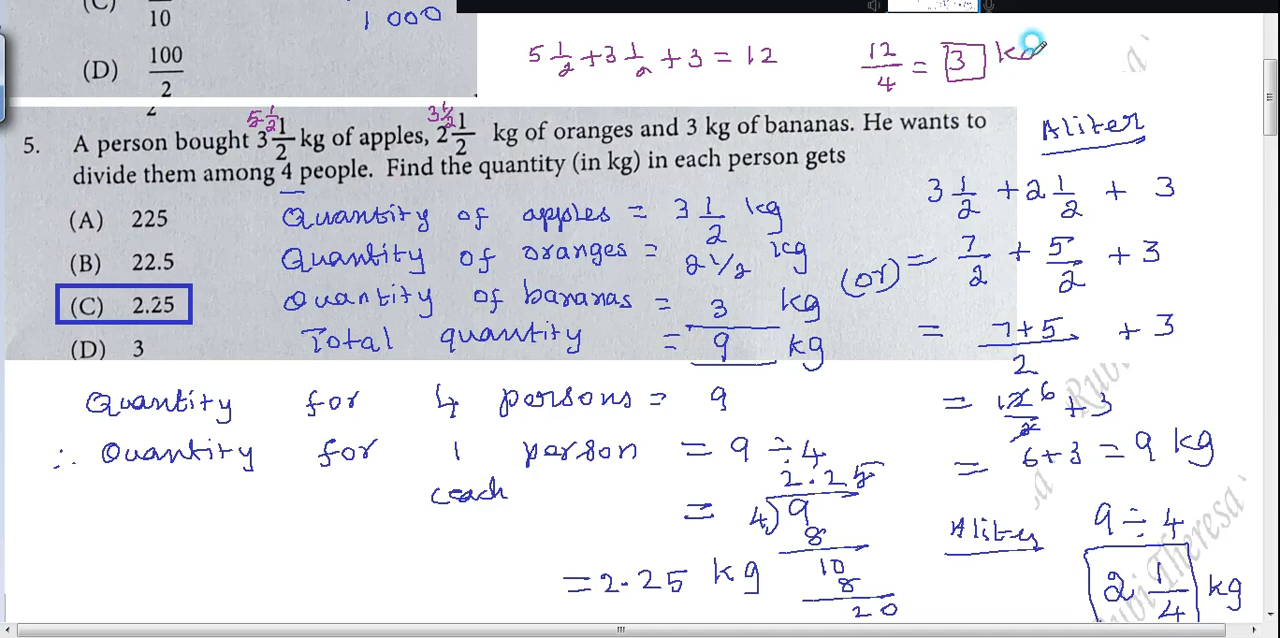 (C)
10
1 000
(D) 100
2
5 1/2 + 3 1/2 + 3 = 12
12/4 = 3 kg
5 1/2
3 1/2
5. A person bought 3 1/2 kg of apples, 2 1/2 kg of oranges and 3 kg of bananas. He wants to
divide them among 4 people. Find the quantity (in kg) in each person gets
Aliter
(A) 225
Quantity of apples = 3 1/2 kg
3 1/2 + 2 1/2 + 3
(B) 22.5
Quantity of oranges = 2 1/2 kg
(or) = 7/2 + 5/2 + 3
(C) 2.25
Quantity of bananas = 3 kg
(D) 3
Total quantity = 9 kg
= 7+5/2 + 3
Quantity for 4 persons = 9
= 12 6/2 + 3
∴ Quantity for 1 person = 9 ÷ 4
= 6+3 = 9 kg
each
2.25
= 4)9
8
10
8
20
= 2.25 kg
Aliter
9 ÷ 4
2 1/4 kg
Rubi Theresa